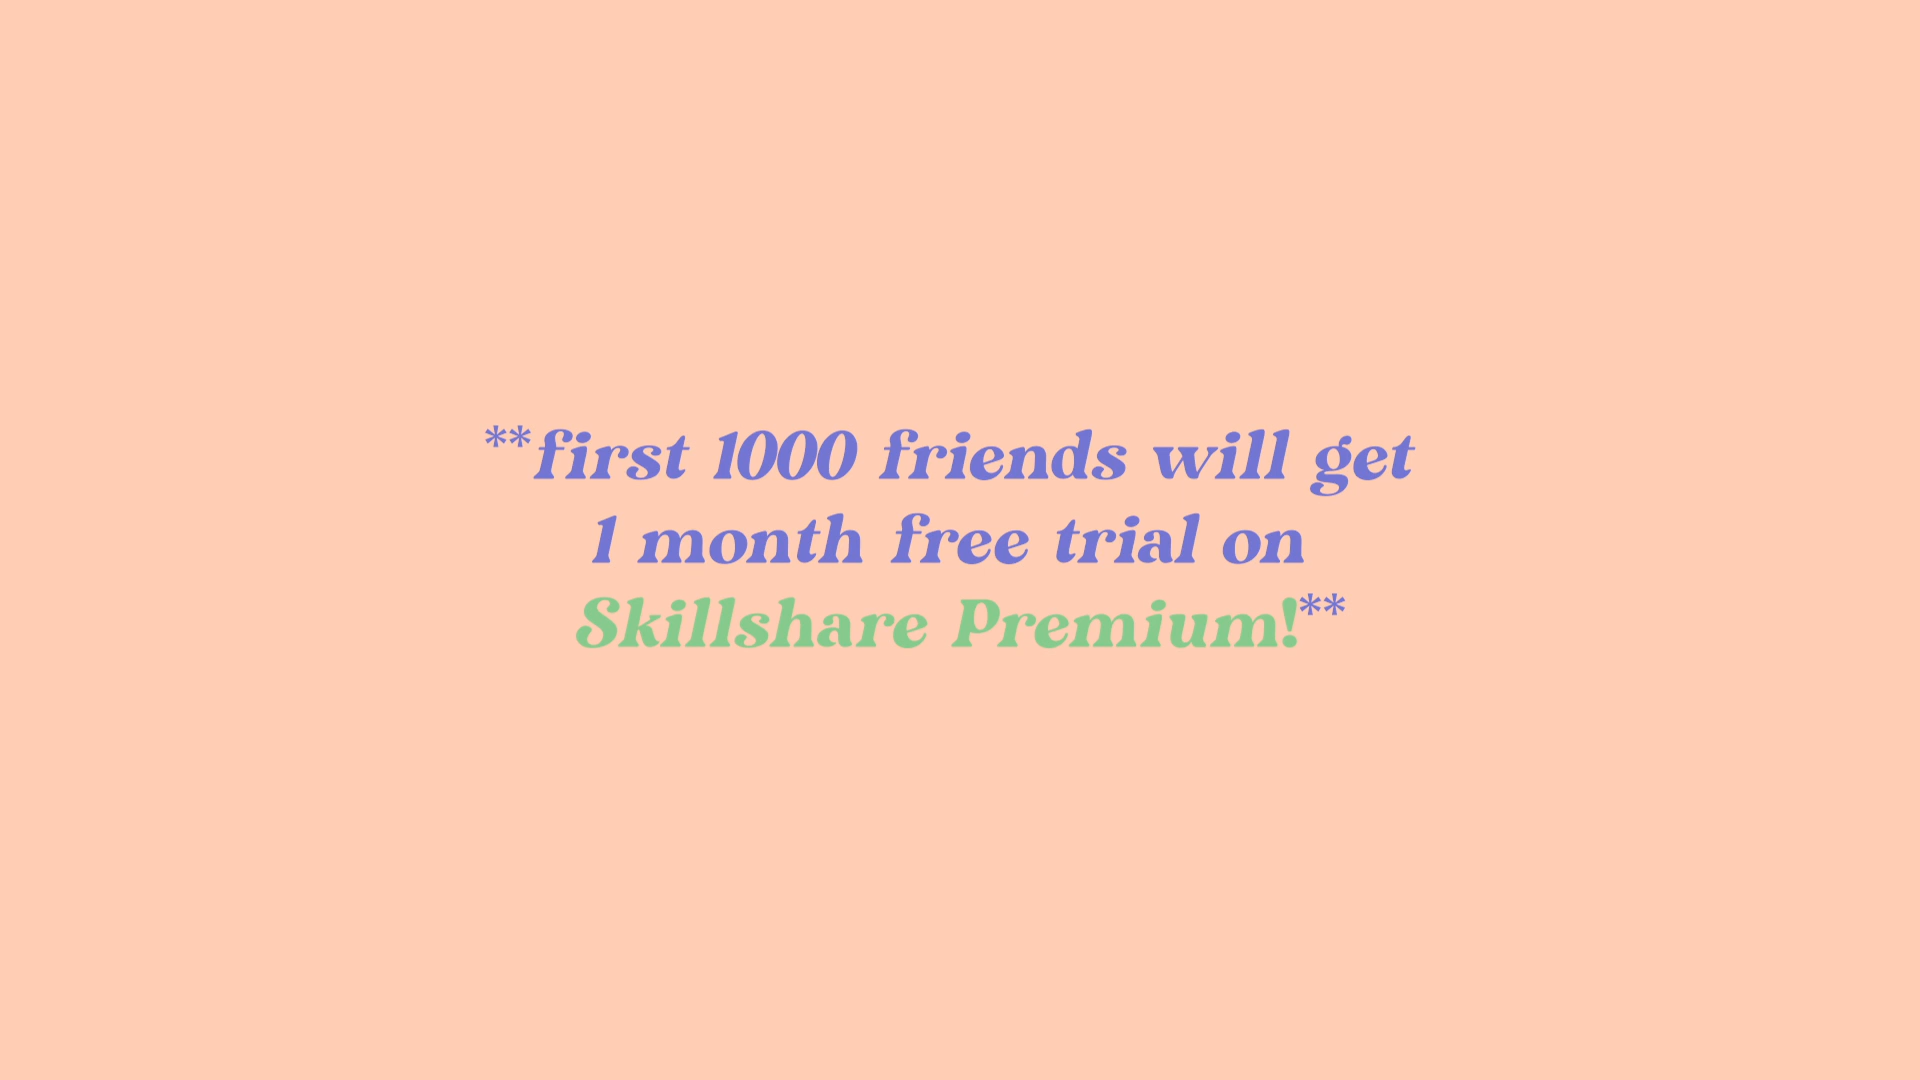 **first 1000 friends will get
1 month free trial on
Skillshare Premium!**